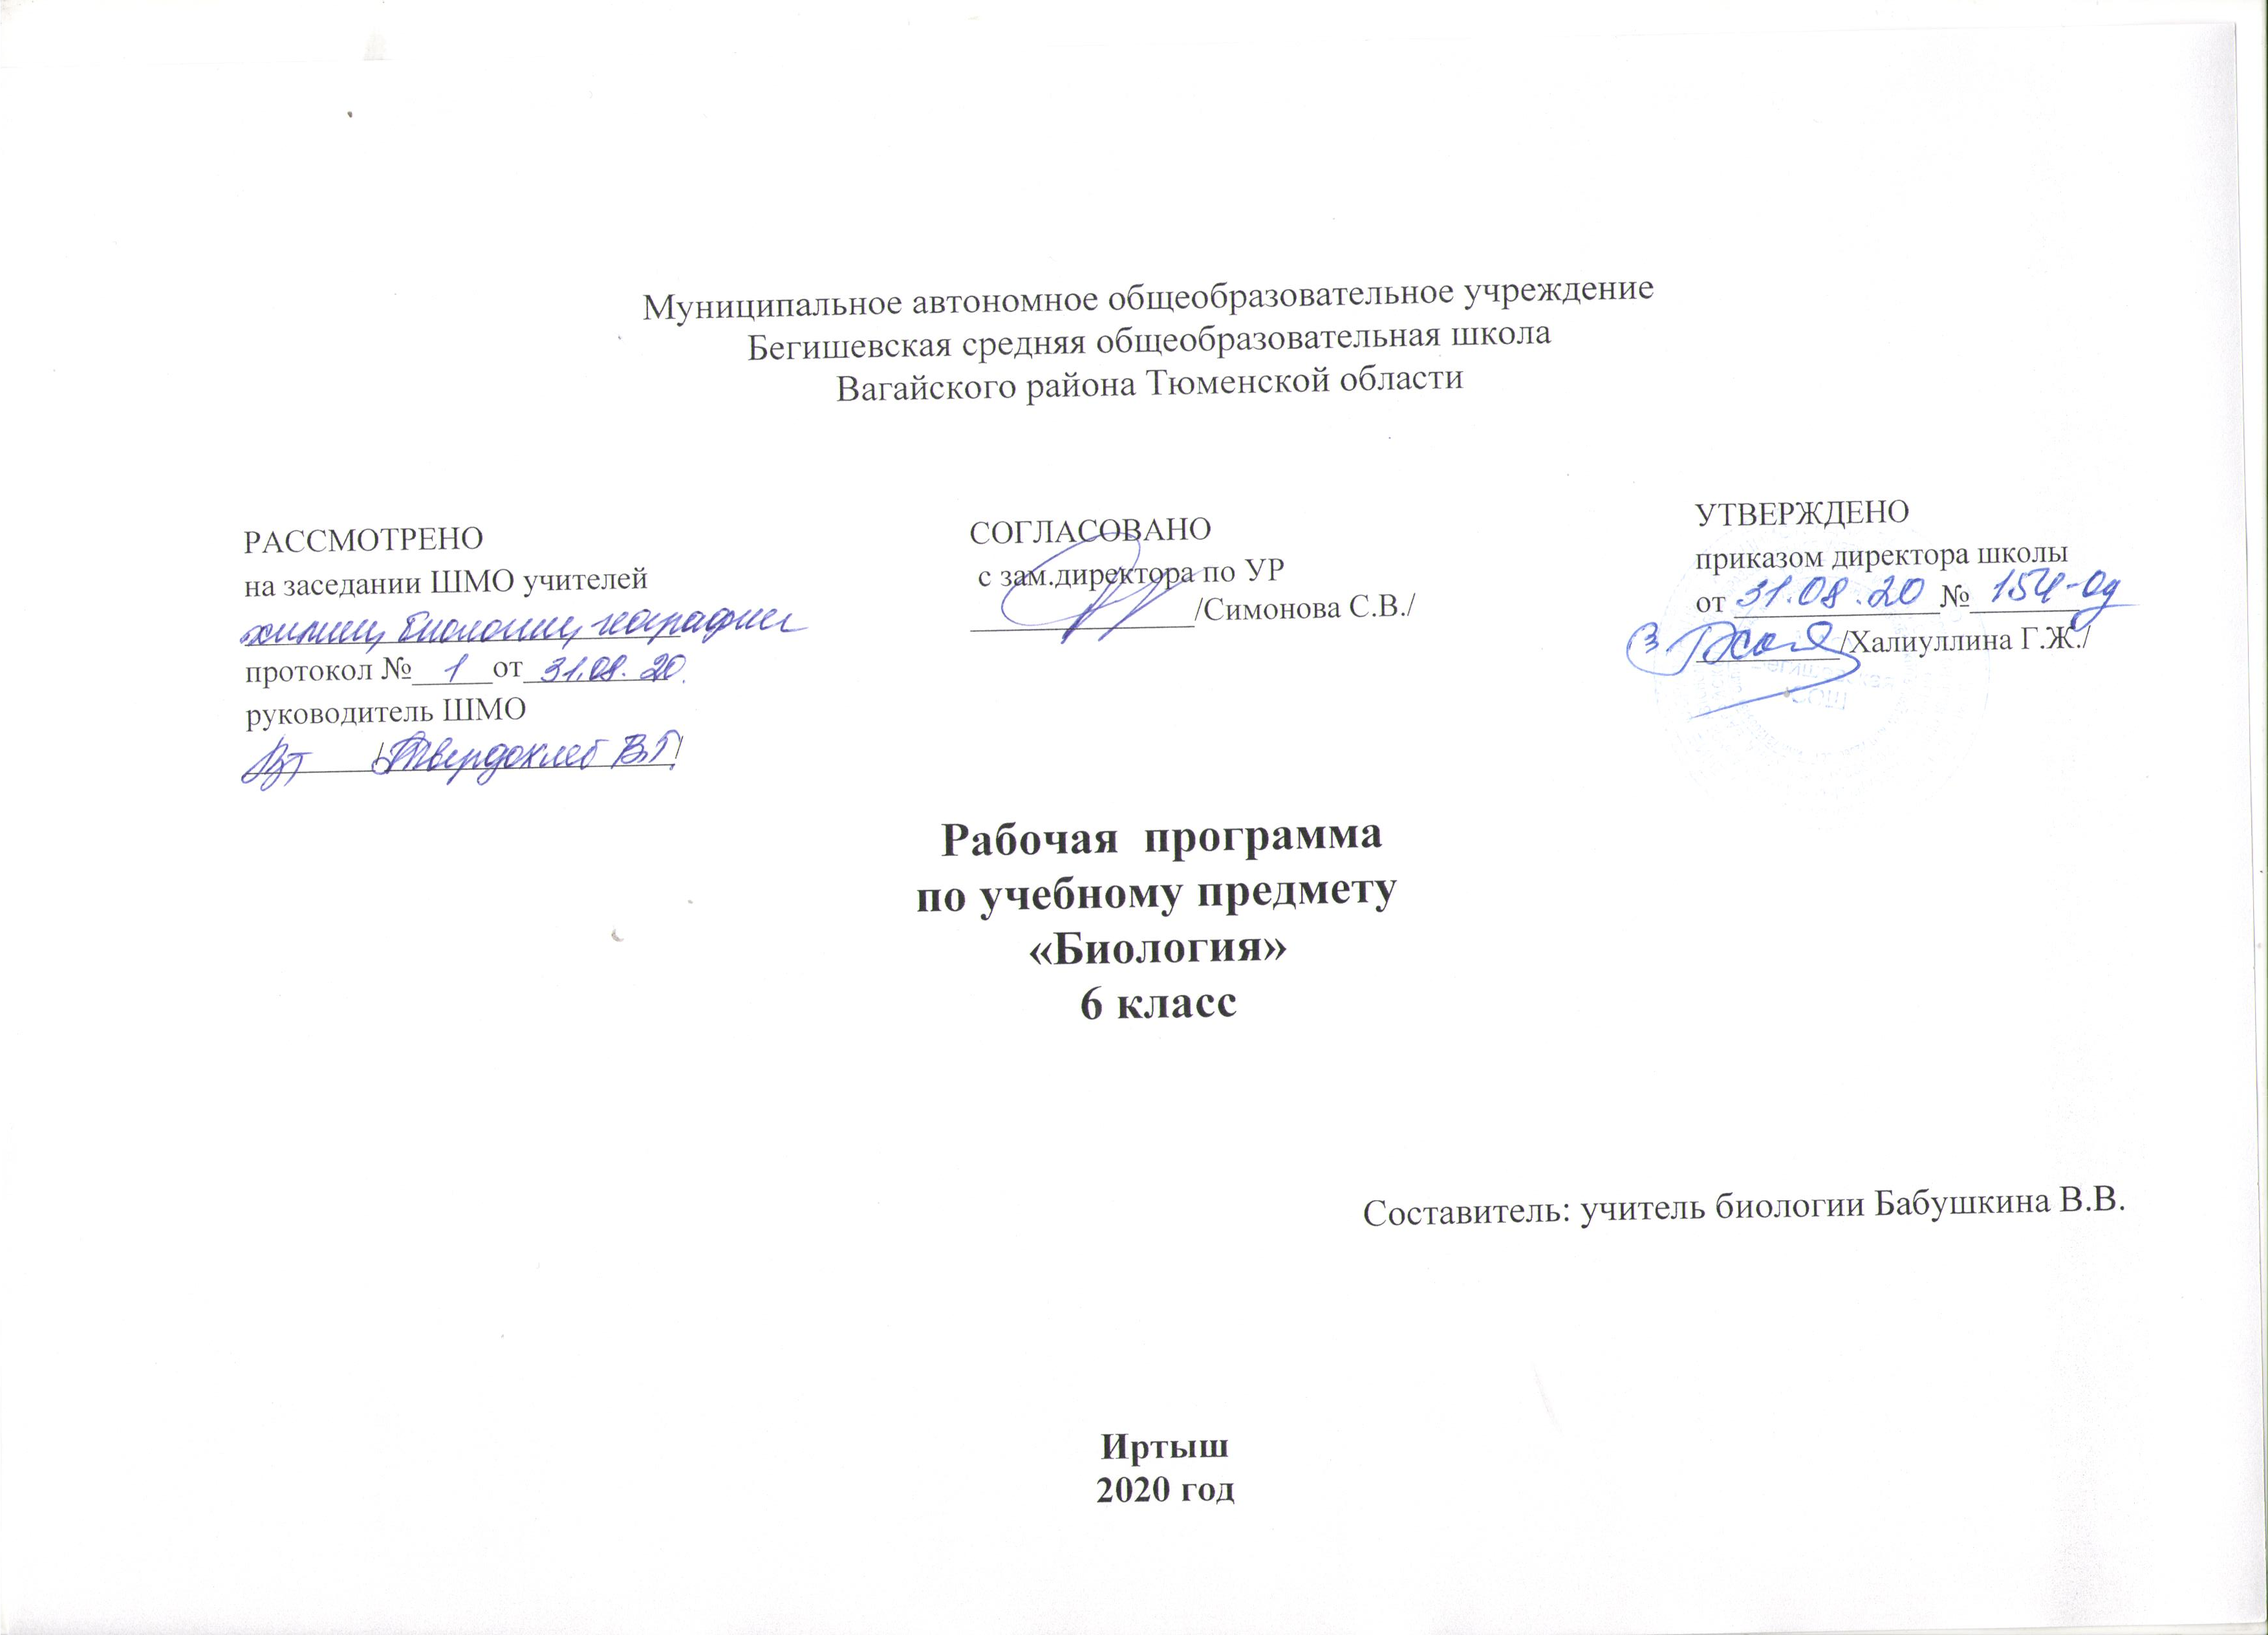 Муниципальное автономное общеобразовательное учреждение
Бегишевская средняя общеобразовательная школа
Вагайского района Тюменской области
РАССМОТРЕНО
на заседании ШМО учителей
химии, биологии, географии
протокол № 1 от 31.08.20.
руководитель ШМО
/Твердохлеб В.Г./
СОГЛАСОВАНО
с зам.директора по УР
/Симонова С.В./
УТВЕРЖДЕНО
приказом директора школы
от 31.08.20 № 154-Од
/Халиуллина Г.Ж./
Рабочая программа
по учебному предмету
«Биология»
6 класс
Составитель: учитель биологии Бабушкина В.В.
Иртыш
2020 год